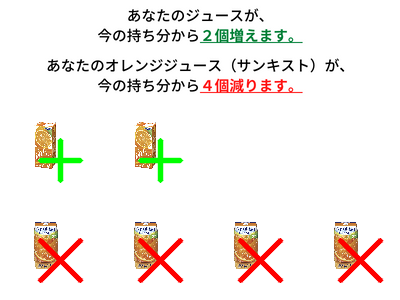 あなたのジュースが、
今の持ち分から２個増えます。
あなたのオレンジジュース（サンキスト）が、
今の持ち分から４個減ります。